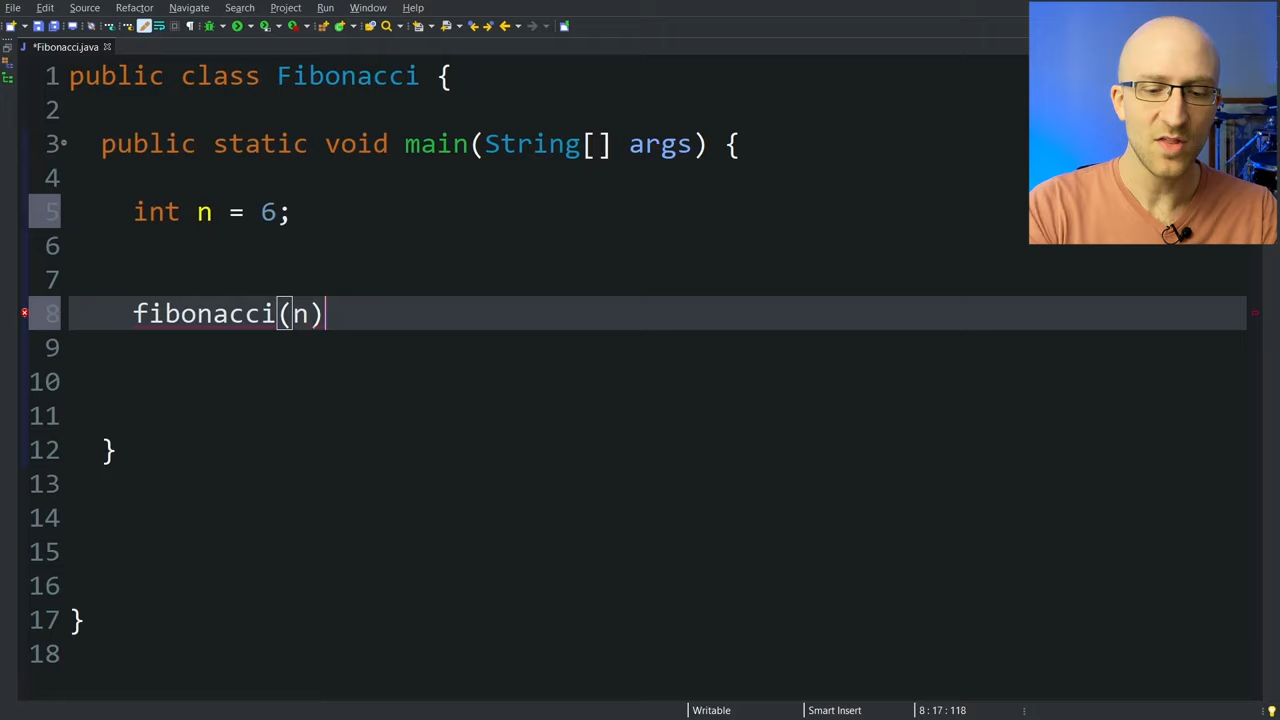 File Edit Source Refactor Navigate Search Project Run Window Help
*Fibonacci.java
1 public class Fibonacci {
2
3 public static void main(String[] args) {
4
5 int n = 6;
6
7
8 fibonacci(n)
9
10
11
12 }
13
14
15
16
17 }
18
Writable Smart Insert 8 : 17 : 118